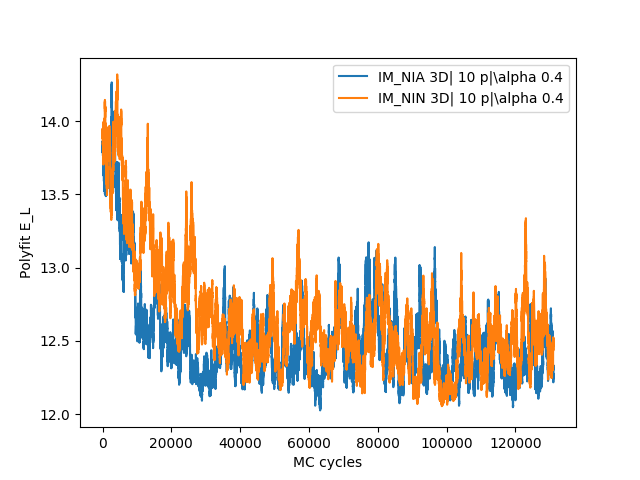 IM_NIA 3D| 10 p|\alpha 0.4
IM_NIN 3D| 10 p|\alpha 0.4
14.0
13.5
13.0
12.5
12.0
Polyfit E_L
0 20000 40000 60000 80000 100000 120000
MC cycles